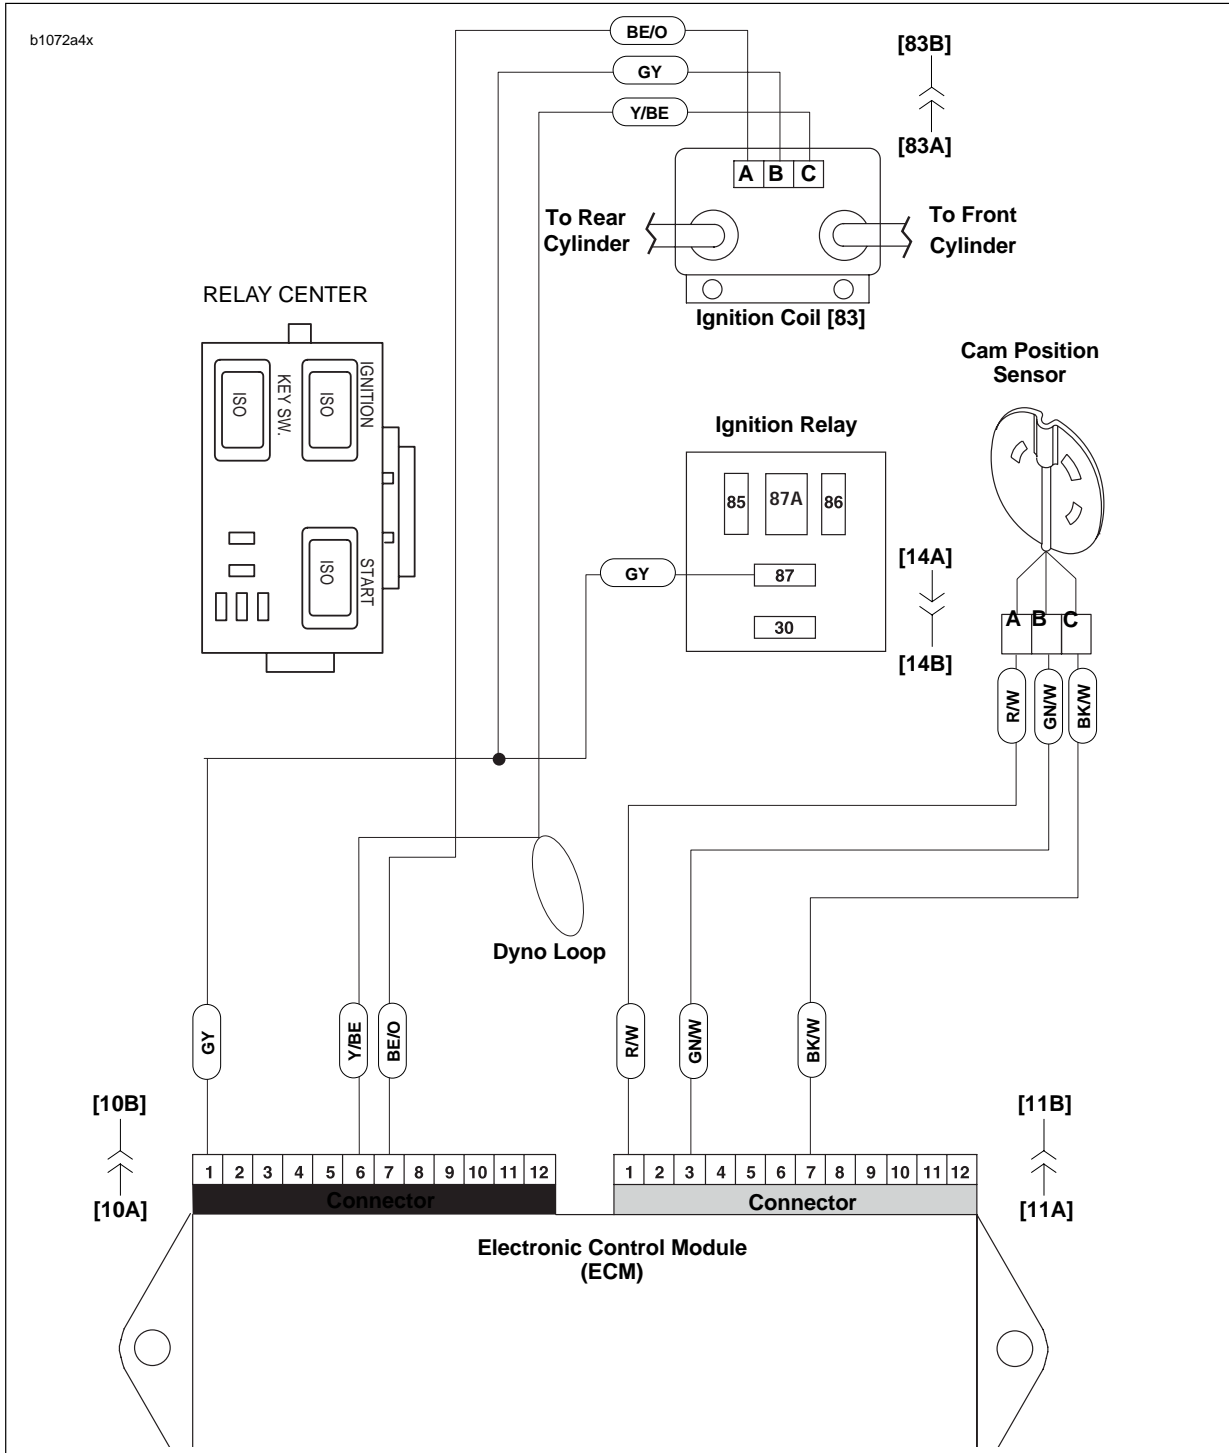 b1072a4x
BE/O
GY
Y/BE
[83B]
[83A]
A B C
To Rear
Cylinder
To Front
Cylinder
Ignition Coil [83]
RELAY CENTER
ISO
KEY SW.
ISO
IGNITION
ISO
START
Cam Position
Sensor
Ignition Relay
85
87A
86
87
30
GY
[14A]
[14B]
A B C
R/W
GN/W
BK/W
Dyno Loop
GY
Y/BE
BE/O
R/W
GN/W
BK/W
[10B]
[10A]
[11B]
[11A]
1 2 3 4 5 6 7 8 9 10 11 12
Connector
1 2 3 4 5 6 7 8 9 10 11 12
Connector
Electronic Control Module
(ECM)